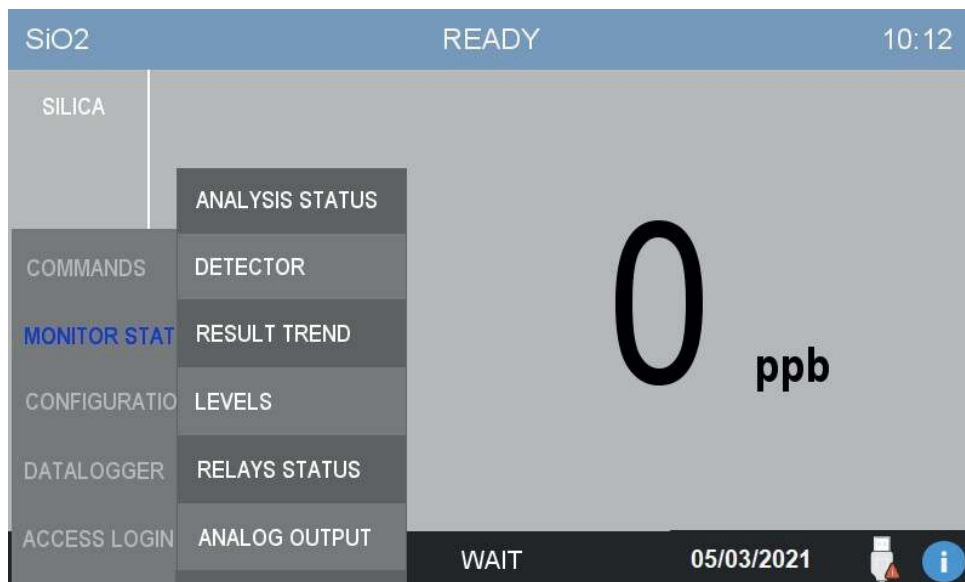 SiO2 READY 10:12
SILICA
ANALYSIS STATUS
COMMANDS
DETECTOR
MONITOR STAT
RESULT TREND
CONFIGURATIO
LEVELS
DATALOGGER
RELAYS STATUS
ACCESS LOGIN
ANALOG OUTPUT
0 ppb
WAIT 05/03/2021